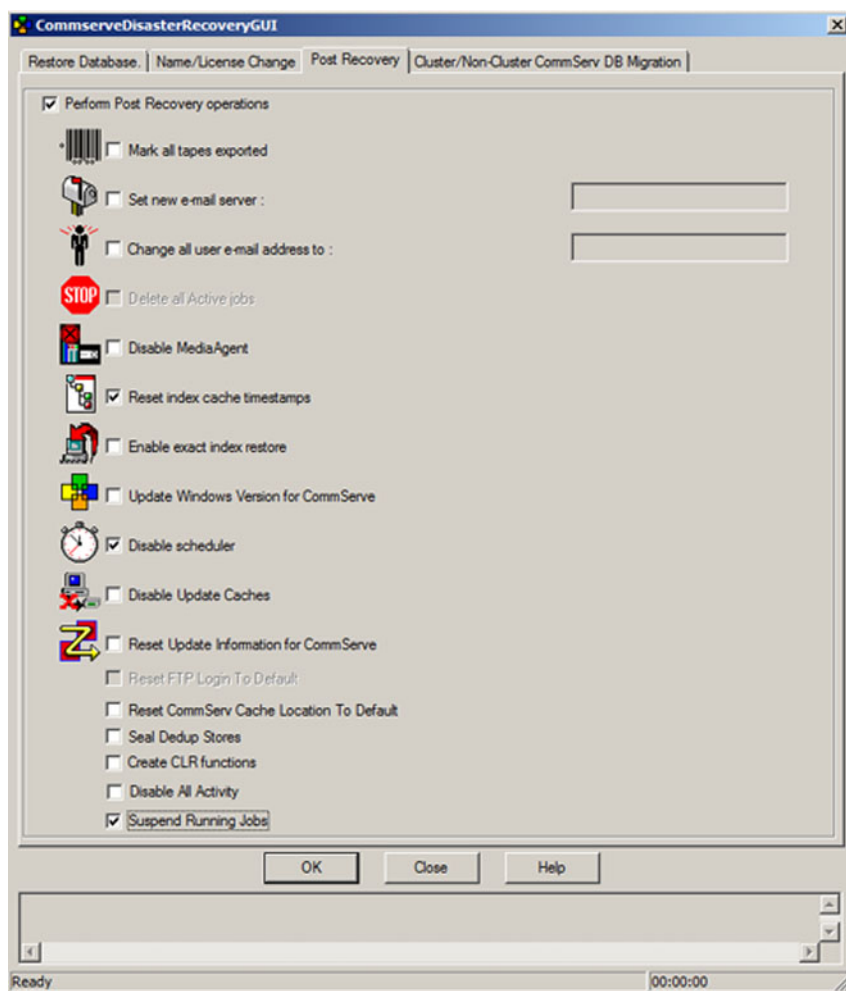 CommserveDisasterRecoveryGUI
Restore Database. Name/License Change Post Recovery Cluster/Non-Cluster CommServ DB Migration
Perform Post Recovery operations
Mark all tapes exported
Set new e-mail server :
Change all user e-mail address to :
STOP Delete all Active jobs
Disable MediaAgent
Reset index cache timestamps
Enable exact index restore
Update Windows Version for CommServe
Disable scheduler
Disable Update Caches
Reset Update Information for CommServe
Reset FTP Login To Default
Reset CommServ Cache Location To Default
Seal Dedup Stores
Create CLR functions
Disable All Activity
Suspend Running Jobs
OK Close Help
Ready 00:00:00